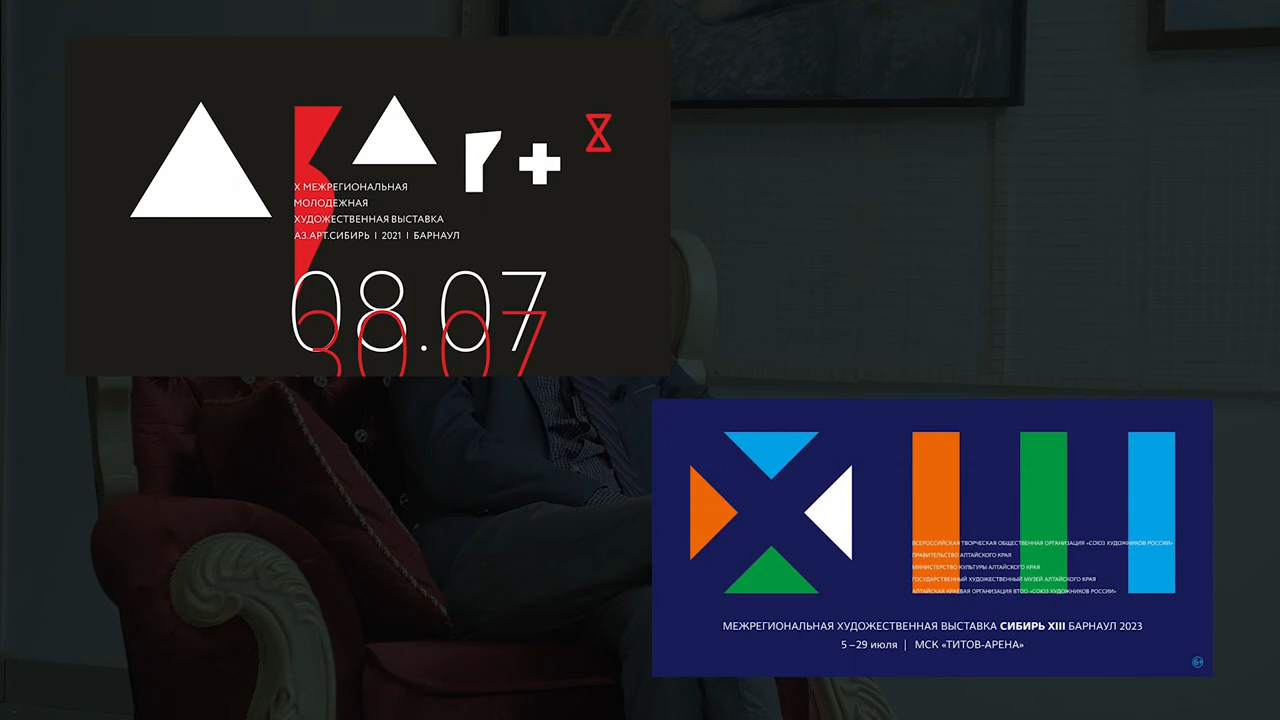 Х МЕЖРЕГИОНАЛЬНАЯ
МОЛОДЕЖНАЯ
ХУДОЖЕСТВЕННАЯ ВЫСТАВКА
АЗ.АРТ.СИБИРЬ | 2021 | БАРНАУЛ
08.07
30.07
ВСЕРОССИЙСКАЯ ТВОРЧЕСКАЯ ОБЩЕСТВЕННАЯ ОРГАНИЗАЦИЯ «СОЮЗ ХУДОЖНИКОВ РОССИИ»
ПРАВИТЕЛЬСТВО АЛТАЙСКОГО КРАЯ
МИНИСТЕРСТВО КУЛЬТУРЫ АЛТАЙСКОГО КРАЯ
ГОСУДАРСТВЕННЫЙ ХУДОЖЕСТВЕННЫЙ МУЗЕЙ АЛТАЙСКОГО КРАЯ
АЛТАЙСКАЯ КРАЕВАЯ ОРГАНИЗАЦИЯ ВТОО «СОЮЗ ХУДОЖНИКОВ РОССИИ»
МЕЖРЕГИОНАЛЬНАЯ ХУДОЖЕСТВЕННАЯ ВЫСТАВКА СИБИРЬ XIII БАРНАУЛ 2023
5–29 июля | МСК «ТИТОВ-АРЕНА»
6+